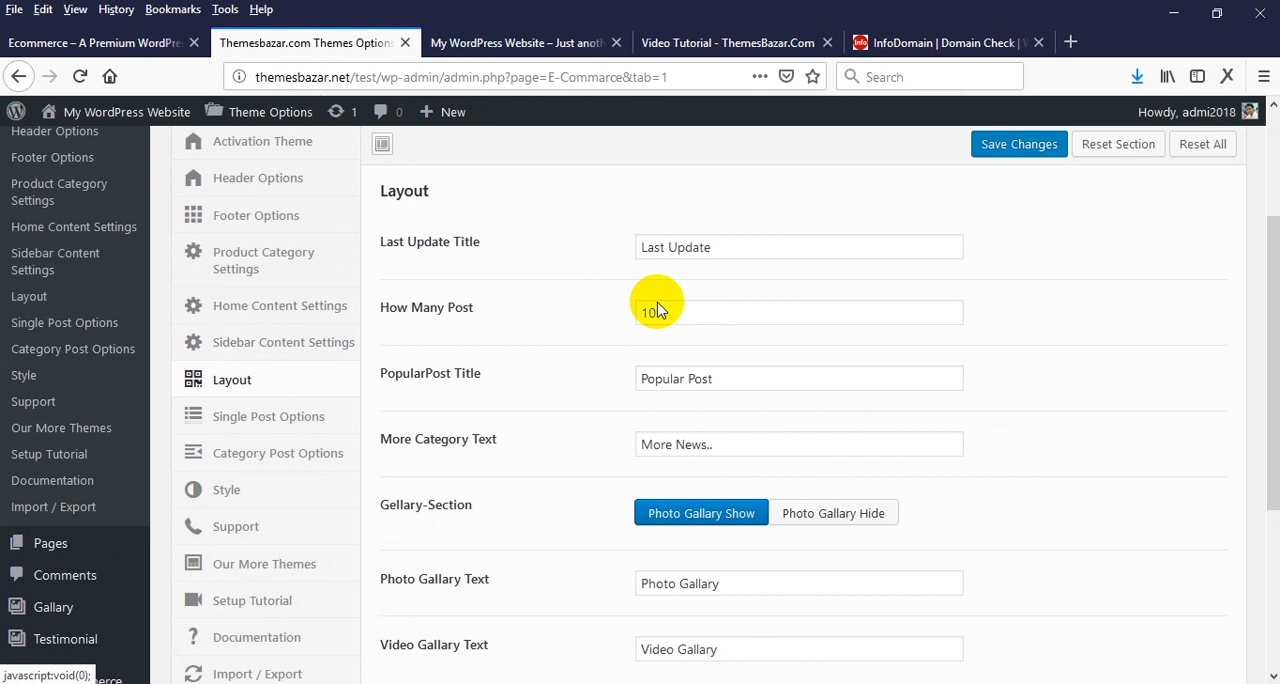 File Edit View History Bookmarks Tools Help
Ecommerce – A Premium WordPre
Themesbazar.com Themes Options
My WordPress Website – Just anoth
Video Tutorial - ThemesBazar.Com
Info InfoDomain | Domain Check | W
themesbazar.net/test/wp-admin/admin.php?page=E-Commerce&tab=1
Search
My WordPress Website Theme Options 1 0 New
Howdy, admi2018
Header Options
Footer Options
Product Category
Settings
Home Content Settings
Sidebar Content
Settings
Layout
Single Post Options
Category Post Options
Style
Support
Our More Themes
Setup Tutorial
Documentation
Import / Export
Pages
Comments
Gallary
Testimonial
javascript:void(0);
Activation Theme
Header Options
Footer Options
Product Category
Settings
Home Content Settings
Sidebar Content Settings
Layout
Single Post Options
Category Post Options
Style
Support
Our More Themes
Setup Tutorial
Documentation
Import / Export
Save Changes Reset Section Reset All
Layout
Last Update Title Last Update
How Many Post 10
PopularPost Title Popular Post
More Category Text More News..
Gellary-Section Photo Gallary Show Photo Gallary Hide
Photo Gallary Text Photo Gallary
Video Gallary Text Video Gallary